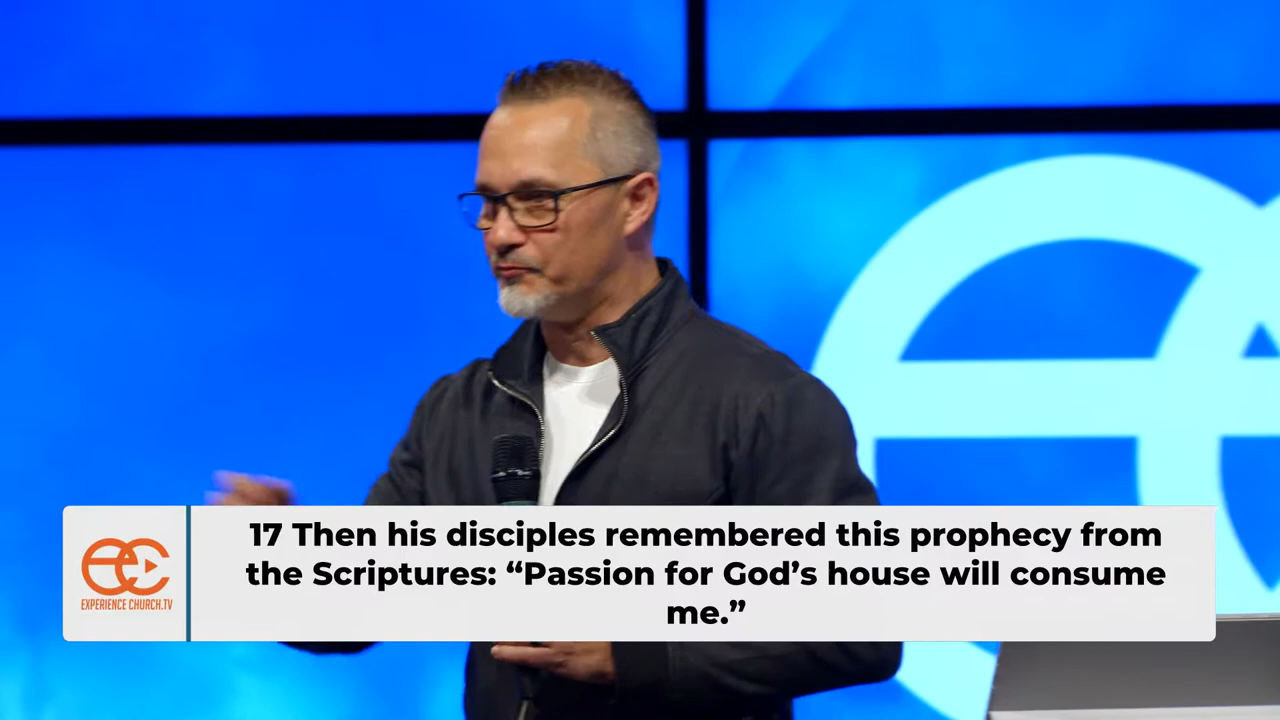 17 Then his disciples remembered this prophecy from
the Scriptures: “Passion for God’s house will consume
me.”
EXPERIENCE CHURCH.TV